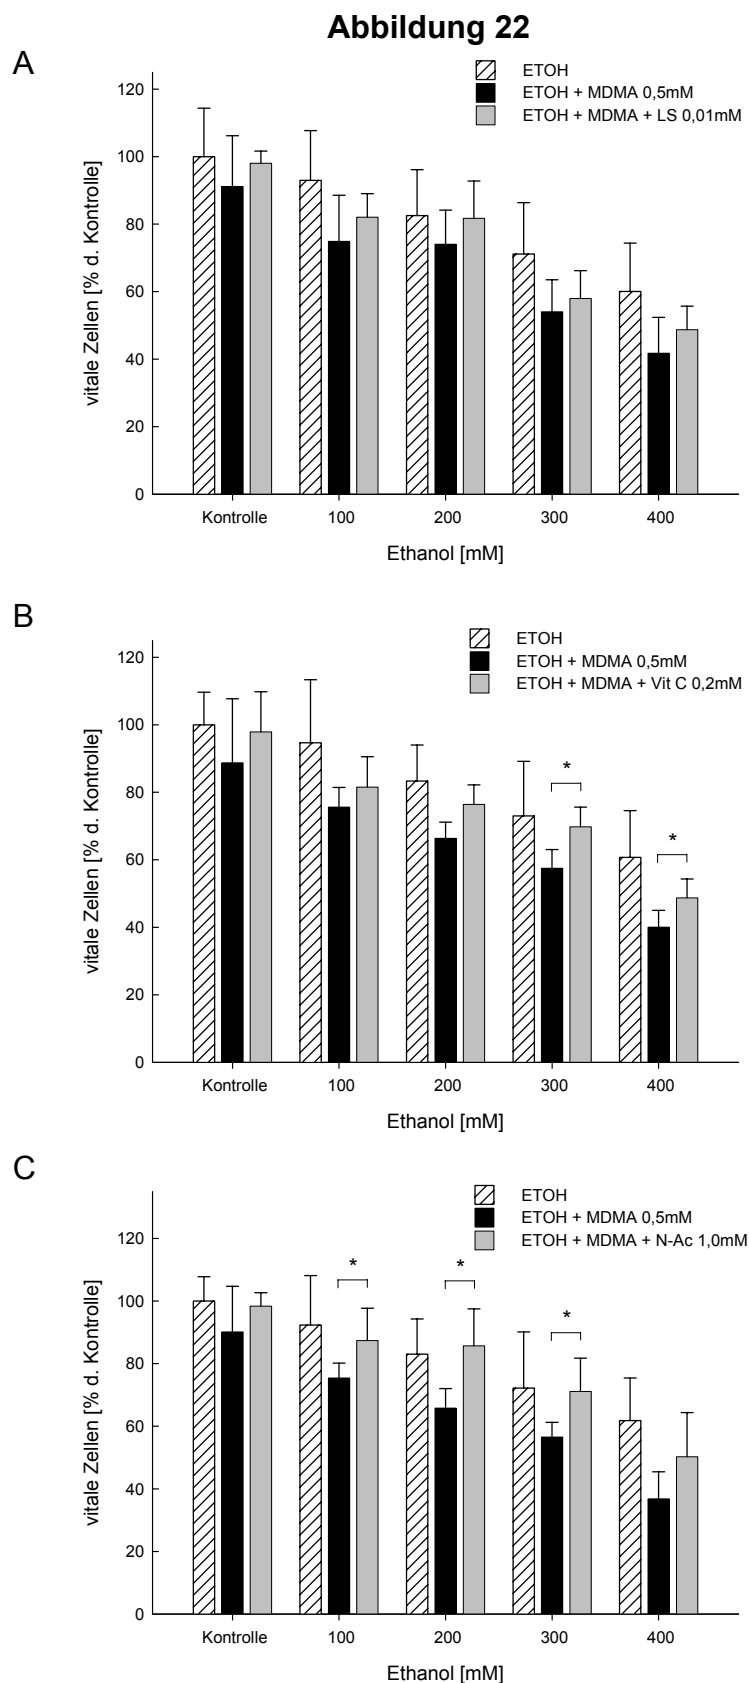 Abbildung 22
A
ETOH
ETOH + MDMA 0,5mM
ETOH + MDMA + LS 0,01mM
vitale Zellen [% d. Kontrolle]
120
100
80
60
40
20
0
Kontrolle 100 200 300 400
Ethanol [mM]
B
ETOH
ETOH + MDMA 0,5mM
ETOH + MDMA + Vit C 0,2mM
vitale Zellen [% d. Kontrolle]
120
100
80
60
40
20
0
* *
Kontrolle 100 200 300 400
Ethanol [mM]
C
ETOH
ETOH + MDMA 0,5mM
ETOH + MDMA + N-Ac 1,0mM
vitale Zellen [% d. Kontrolle]
120
100
80
60
40
20
0
* * *
Kontrolle 100 200 300 400
Ethanol [mM]